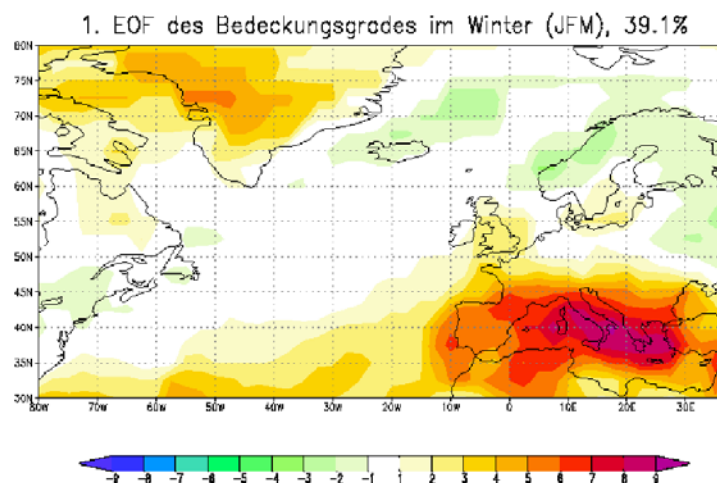 1. EOF des Bedeckungsgrades im Winter (JFM), 39.1%
80N
75N
70N
65N
60N
55N
50N
45N
40N
35N
30N
80W 70W 60W 50W 40W 30W 20W 10W 0 10E 20E 30E
-9 -8 -7 -6 -5 -4 -3 -2 -1 1 2 3 4 5 6 7 8 9